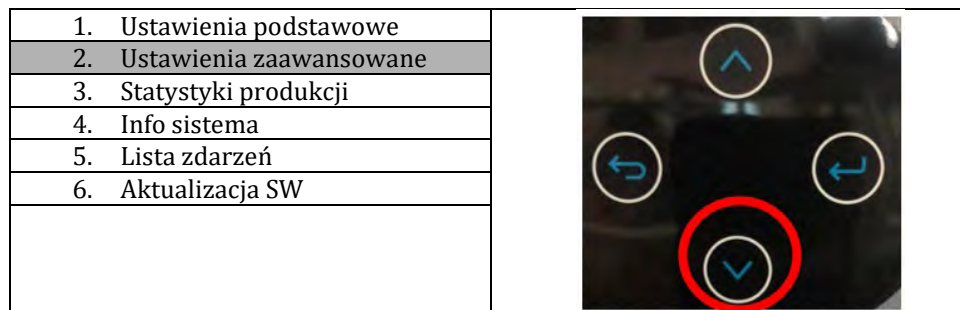 1. Ustawienia podstawowe
2. Ustawienia zaawansowane
3. Statystyki produkcji
4. Info sistema
5. Lista zdarzeń
6. Aktualizacja SW